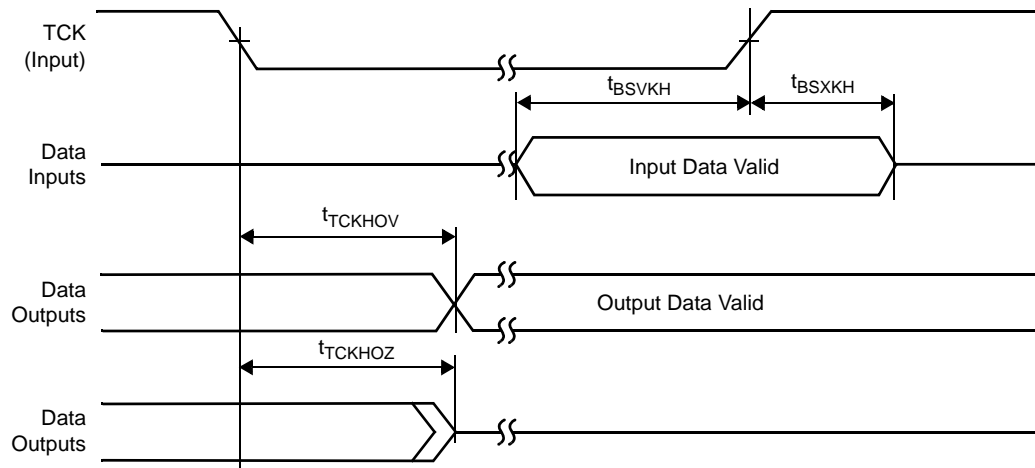 TCK
(Input)
tBSVKH
tBSXKH
Data
Inputs
Input Data Valid
tTCKHOV
Data
Outputs
Output Data Valid
tTCKHOZ
Data
Outputs